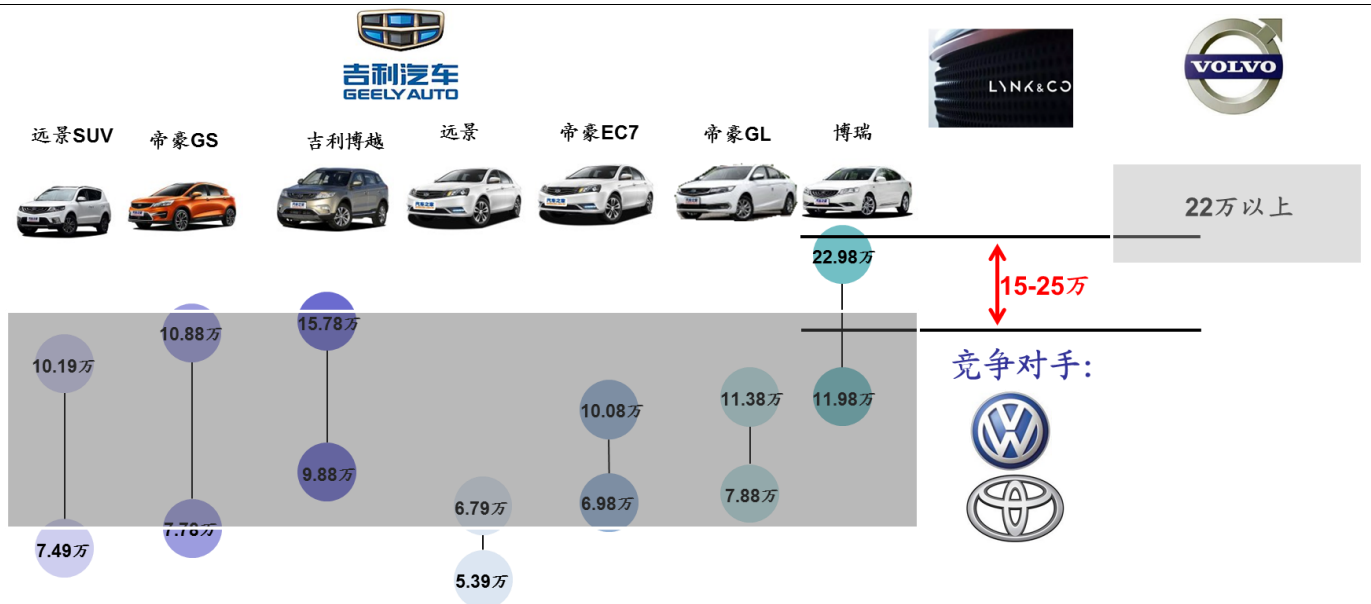 吉利汽车
GEELY AUTO
LYNK&CO
VOLVO
远景SUV
帝豪GS
吉利博越
远景
帝豪EC7
帝豪GL
博瑞
22万以上
22.98万
15-25万
10.19万
10.88万
15.78万
竞争对手:
10.08万
11.38万
11.98万
9.88万
6.79万
6.98万
7.88万
7.49万
7.78万
5.39万